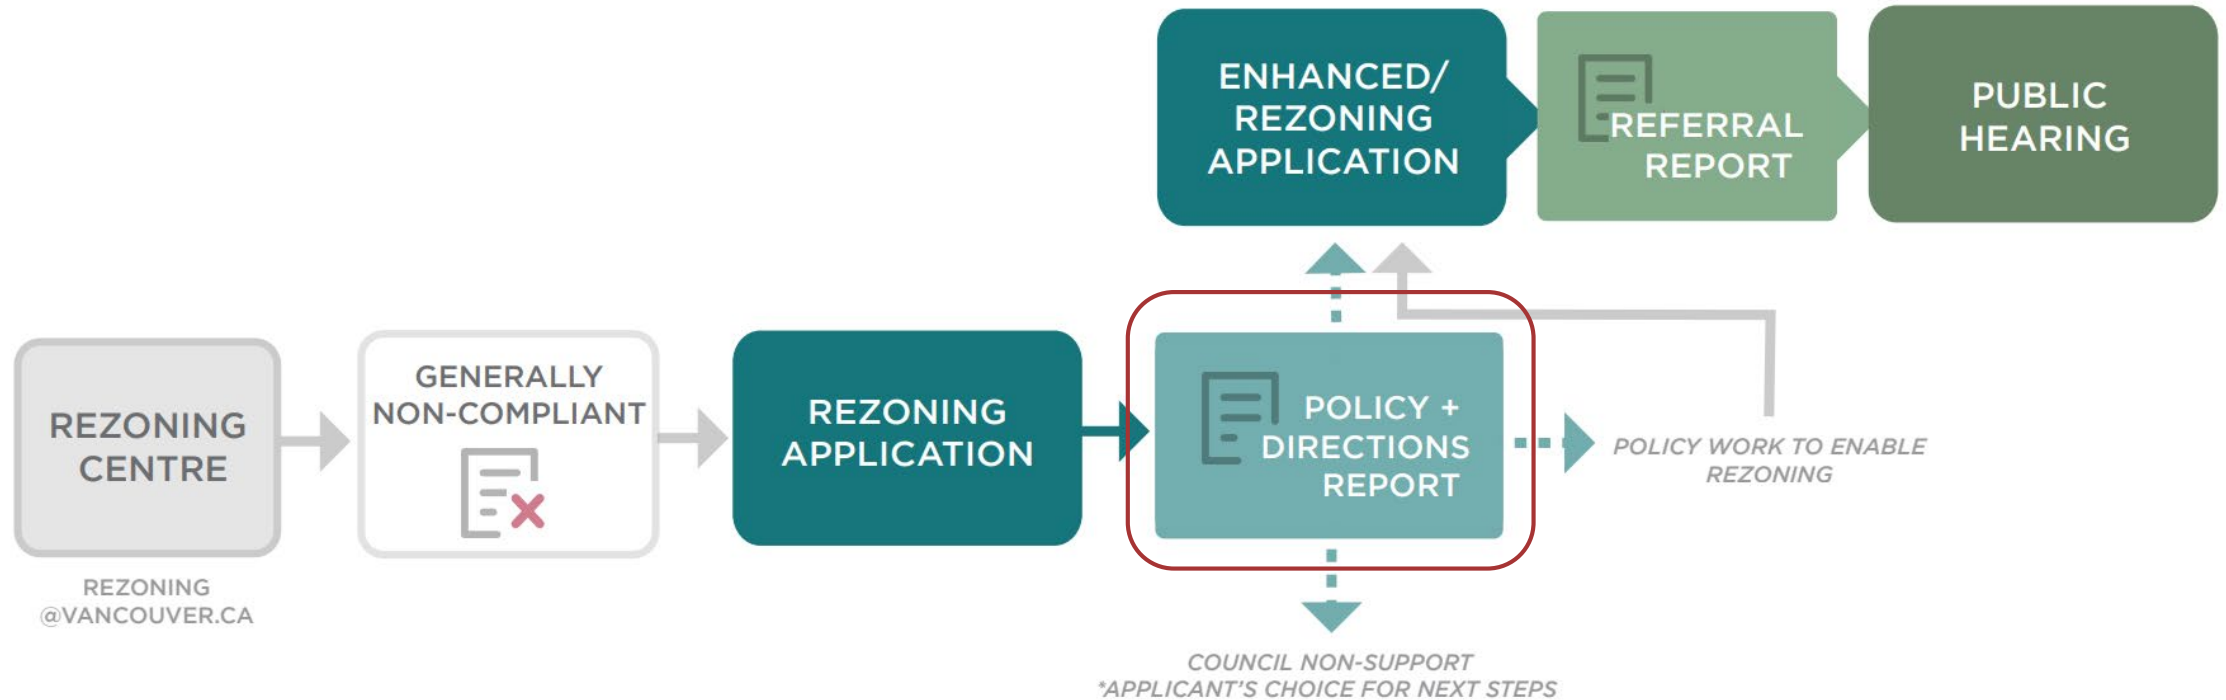 ENHANCED/
REZONING
APPLICATION
REFERRAL
REPORT
PUBLIC
HEARING
REZONING
CENTRE
REZONING
@VANCOUVER.CA
GENERALLY
NON-COMPLIANT
REZONING
APPLICATION
POLICY +
DIRECTIONS
REPORT
POLICY WORK TO ENABLE
REZONING
COUNCIL NON-SUPPORT
*APPLICANT'S CHOICE FOR NEXT STEPS